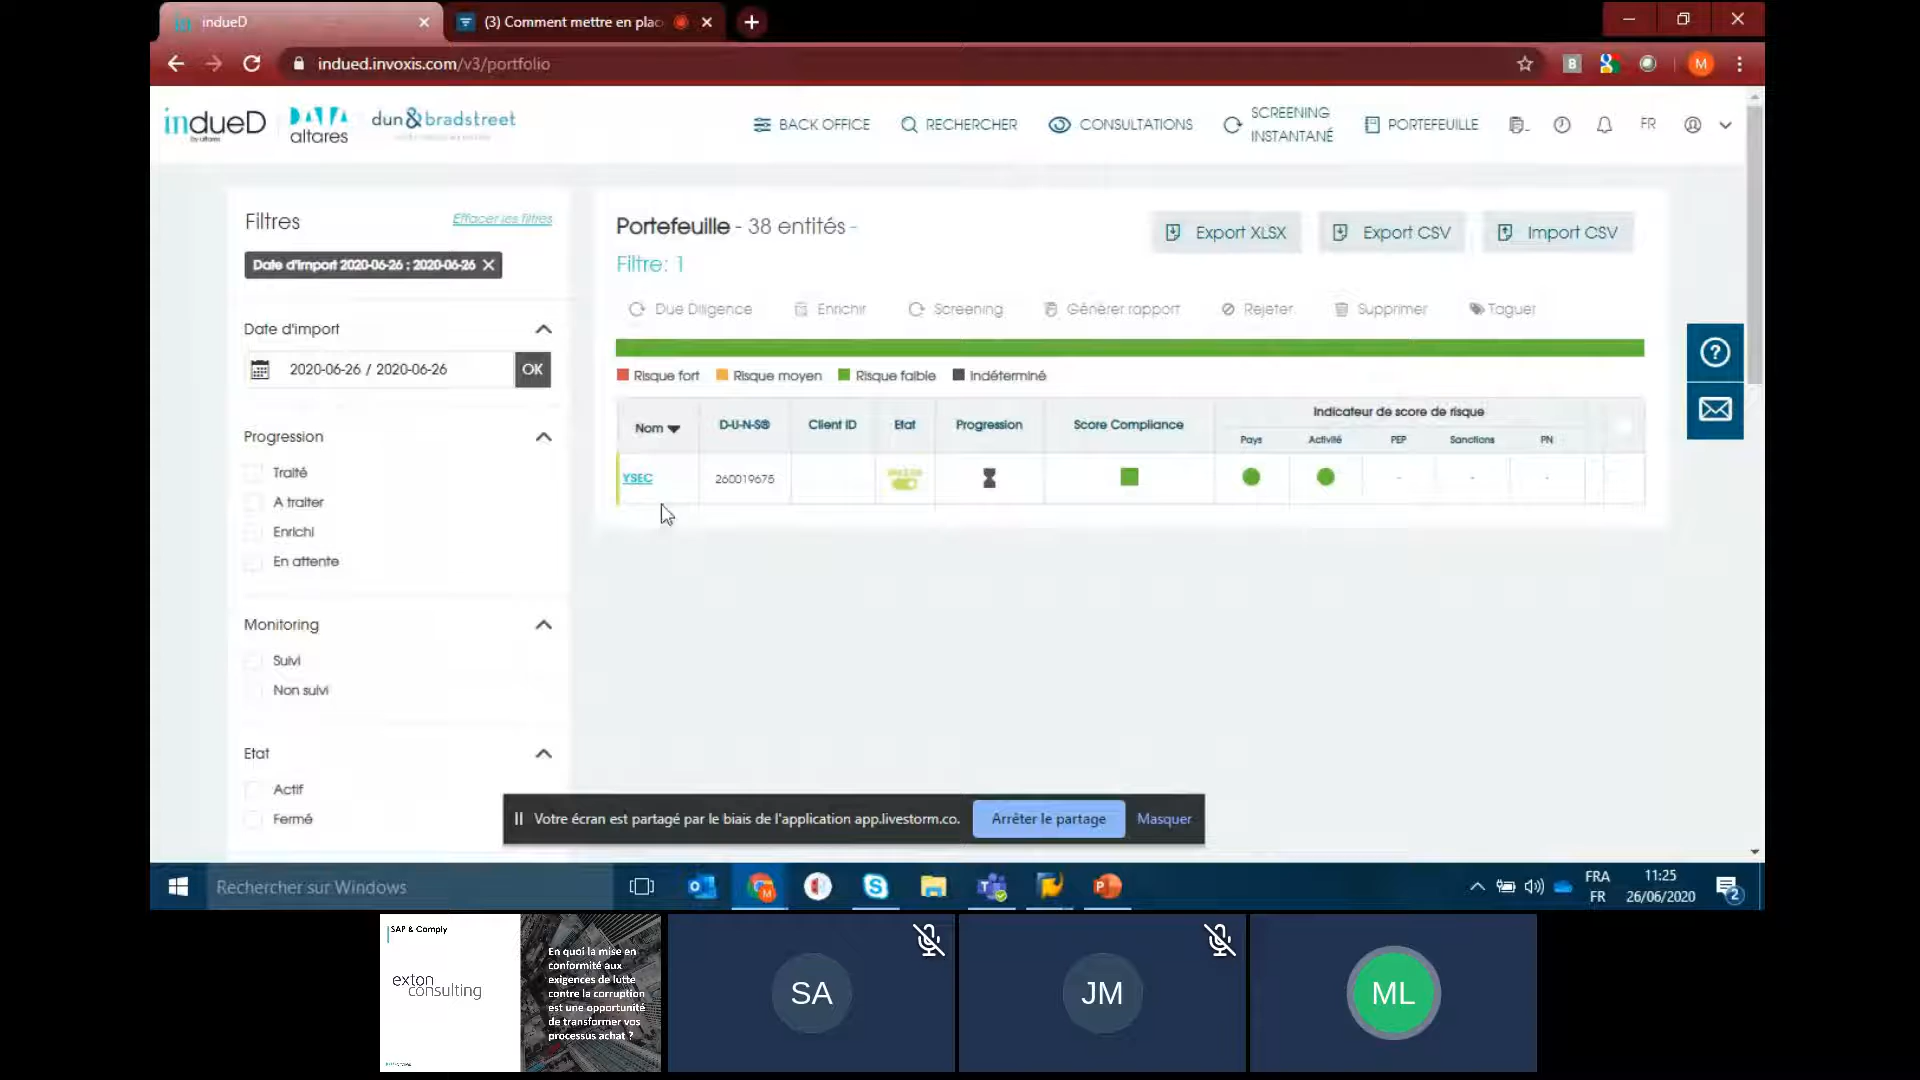 indueD
(3) Comment mettre en plac
indued.invoxis.com/v3/portfolio
B
M
indueD
by altares
DATA
altares
dun&bradstreet
BACK OFFICE
RECHERCHER
CONSULTATIONS
SCREENING
INSTANTANÉ
PORTEFEUILLE
FR
Filtres
Effacer les filtres
Date d'import 2020-06-26 : 2020-06-26
Date d'import
2020-06-26 / 2020-06-26
OK
Progression
Traité
A traiter
Enrichi
En attente
Monitoring
Suivi
Non suivi
Etat
Actif
Fermé
Portefeuille - 38 entités -
Filtre: 1
Export XLSX
Export CSV
Import CSV
Due Diligence
Enrichir
Screening
Générer rapport
Rejeter
Supprimer
Taguer
Risque fort
Risque moyen
Risque faible
Indéterminé
Nom
D-U-N-S®
Client ID
Etat
Progression
Score Compliance
Indicateur de score de risque
Pays
Activité
PEP
Sanctions
PN
YSEC
260019675
-
-
-
Votre écran est partagé par le biais de l'application app.livestorm.co.
Arrêter le partage
Masquer
Rechercher sur Windows
FRA
FR
11:25
26/06/2020
2
SAP & Comply
exton
consulting
En quoi la mise en
conformité aux
exigences de lutte
contre la corruption
est une opportunité
de transformer vos
processus achat ?
SA
JM
ML